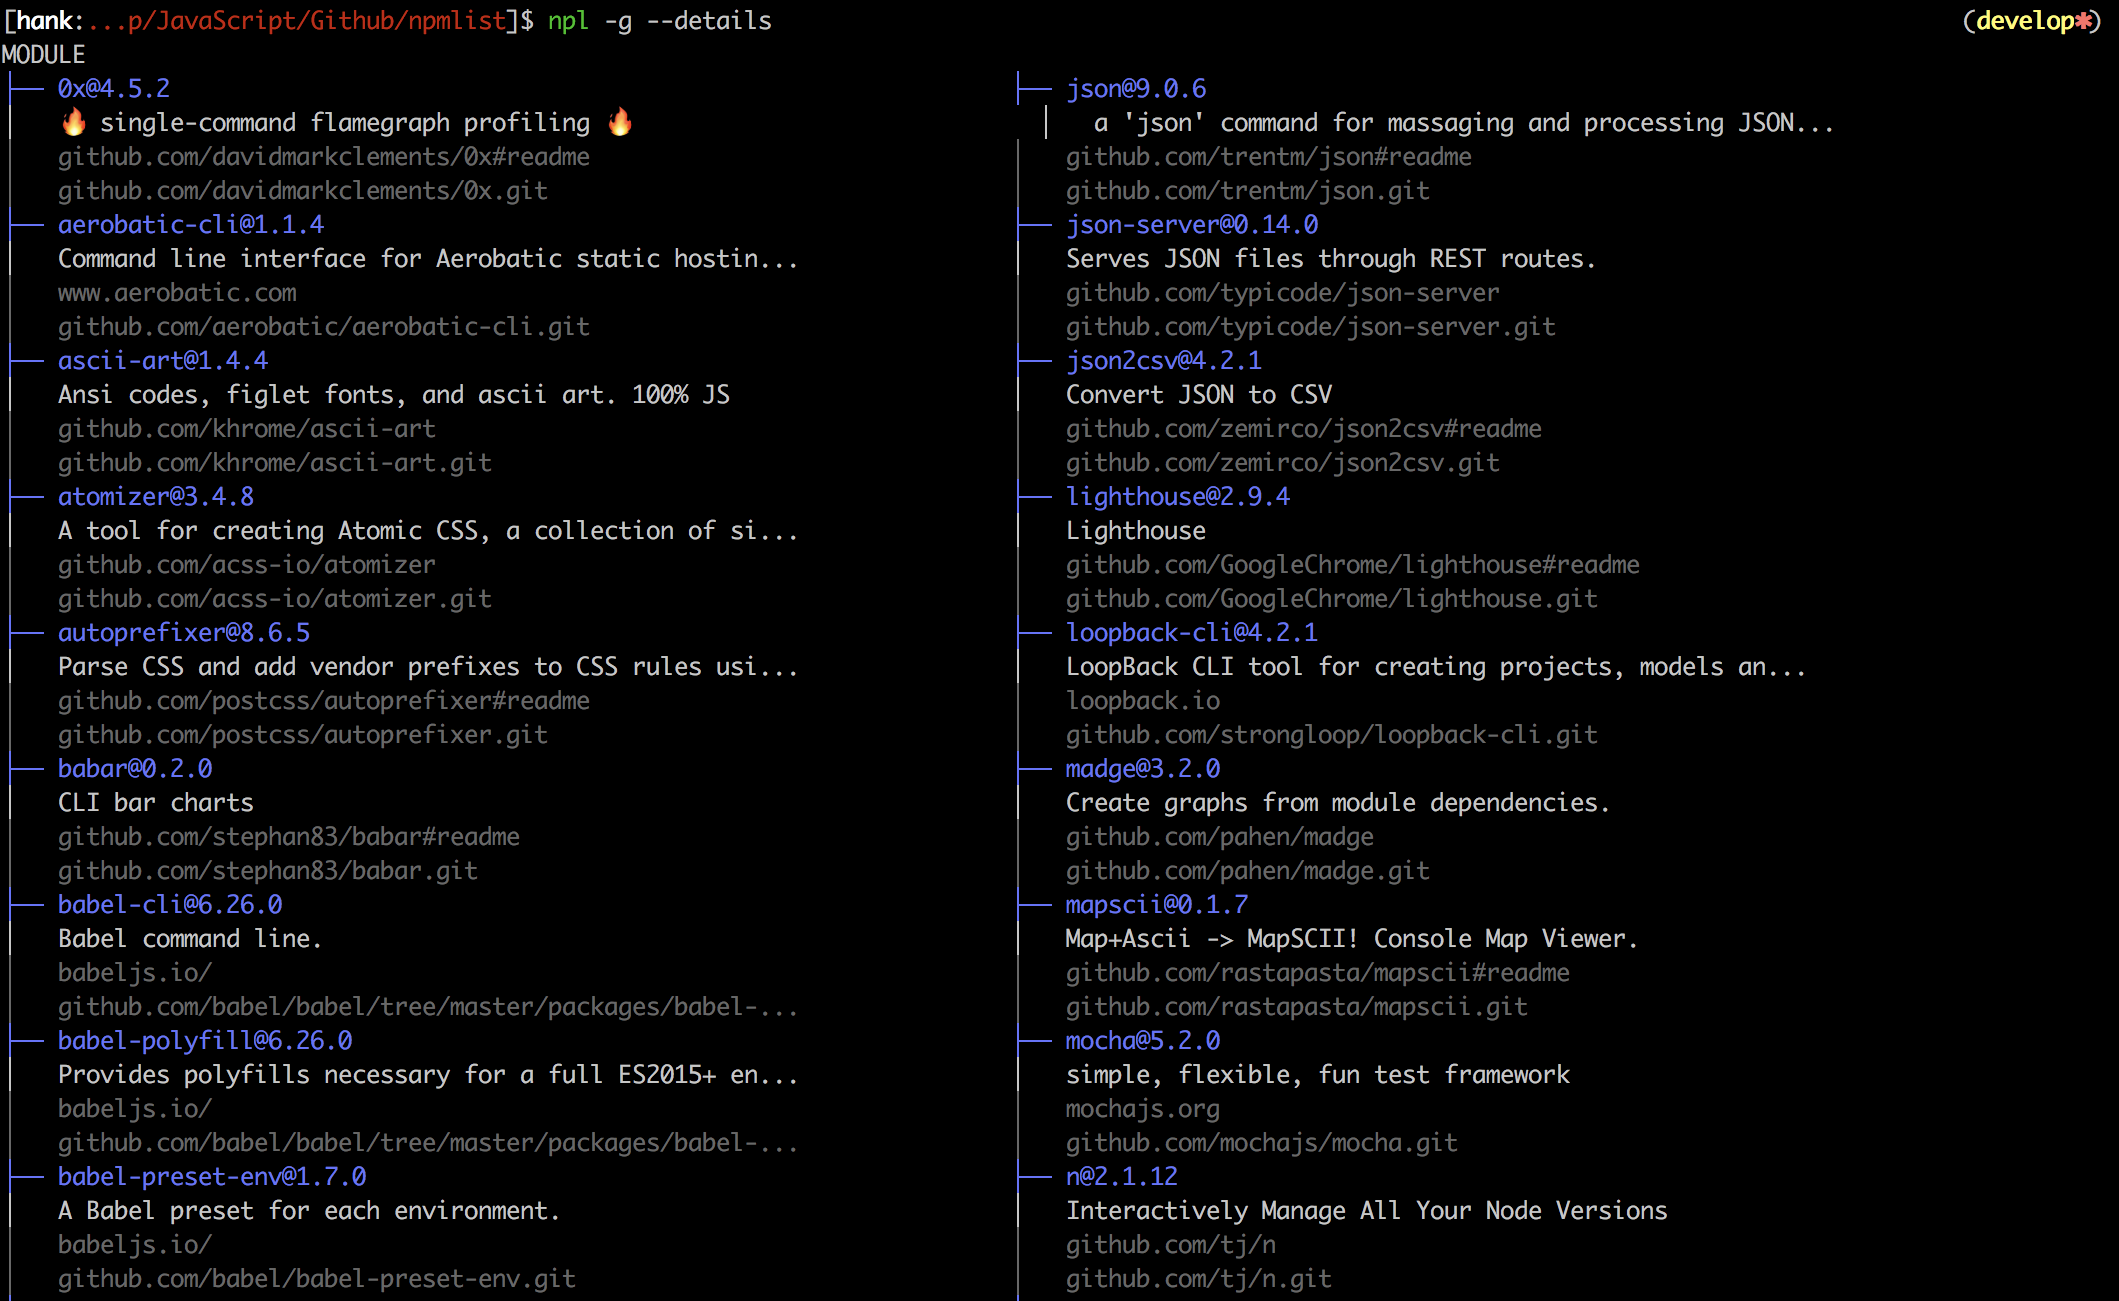 [hank:...p/JavaScript/Github/npmlist]$ npl -g --details
(develop*)
MODULE
├── 0x@4.5.2
│   🔥 single-command flamegraph profiling 🔥
│   github.com/davidmarkclements/0x#readme
│   github.com/davidmarkclements/0x.git
├── aerobatic-cli@1.1.4
│   Command line interface for Aerobatic static hostin...
│   www.aerobatic.com
│   github.com/aerobatic/aerobatic-cli.git
├── ascii-art@1.4.4
│   Ansi codes, figlet fonts, and ascii art. 100% JS
│   github.com/khrome/ascii-art
│   github.com/khrome/ascii-art.git
├── atomizer@3.4.8
│   A tool for creating Atomic CSS, a collection of si...
│   github.com/acss-io/atomizer
│   github.com/acss-io/atomizer.git
├── autoprefixer@8.6.5
│   Parse CSS and add vendor prefixes to CSS rules usi...
│   github.com/postcss/autoprefixer#readme
│   github.com/postcss/autoprefixer.git
├── babar@0.2.0
│   CLI bar charts
│   github.com/stephan83/babar#readme
│   github.com/stephan83/babar.git
├── babel-cli@6.26.0
│   Babel command line.
│   babeljs.io/
│   github.com/babel/babel/tree/master/packages/babel-...
├── babel-polyfill@6.26.0
│   Provides polyfills necessary for a full ES2015+ en...
│   babeljs.io/
│   github.com/babel/babel/tree/master/packages/babel-...
├── babel-preset-env@1.7.0
│   A Babel preset for each environment.
│   babeljs.io/
│   github.com/babel/babel-preset-env.git
├── json@9.0.6
│   a 'json' command for massaging and processing JSON...
│   github.com/trentm/json#readme
│   github.com/trentm/json.git
├── json-server@0.14.0
│   Serves JSON files through REST routes.
│   github.com/typicode/json-server
│   github.com/typicode/json-server.git
├── json2csv@4.2.1
│   Convert JSON to CSV
│   github.com/zemirco/json2csv#readme
│   github.com/zemirco/json2csv.git
├── lighthouse@2.9.4
│   Lighthouse
│   github.com/GoogleChrome/lighthouse#readme
│   github.com/GoogleChrome/lighthouse.git
├── loopback-cli@4.2.1
│   LoopBack CLI tool for creating projects, models an...
│   loopback.io
│   github.com/strongloop/loopback-cli.git
├── madge@3.2.0
│   Create graphs from module dependencies.
│   github.com/pahen/madge
│   github.com/pahen/madge.git
├── mapscii@0.1.7
│   Map+Ascii -> MapSCII! Console Map Viewer.
│   github.com/rastapasta/mapscii#readme
│   github.com/rastapasta/mapscii.git
├── mocha@5.2.0
│   simple, flexible, fun test framework
│   mochajs.org
│   github.com/mochajs/mocha.git
├── n@2.1.12
│   Interactively Manage All Your Node Versions
│   github.com/tj/n
│   github.com/tj/n.git